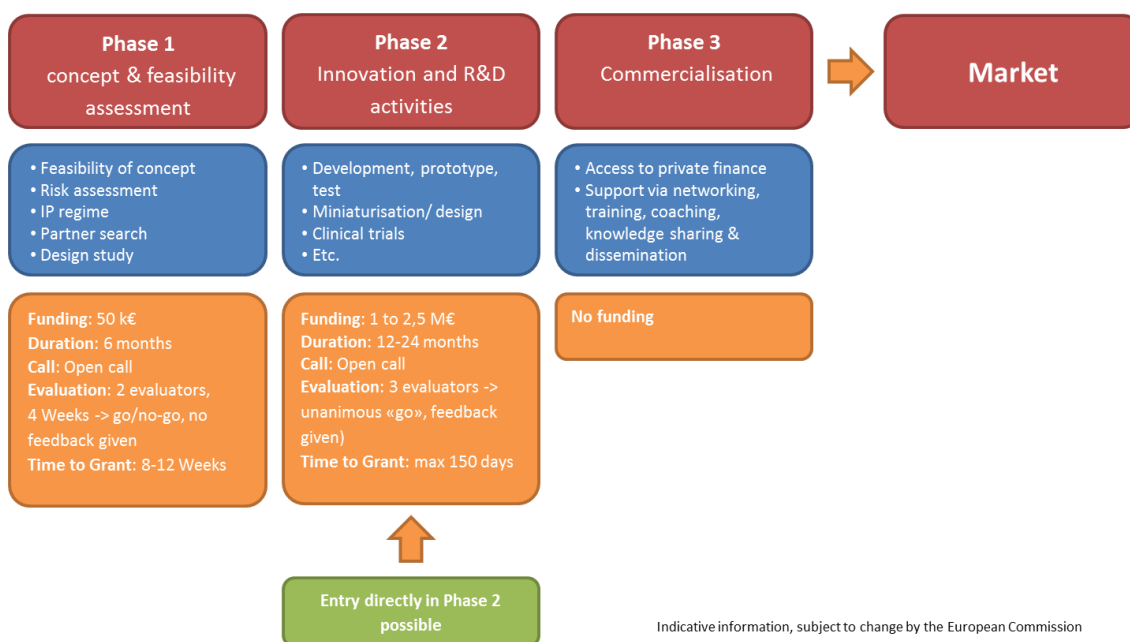 Phase 1
concept & feasibility
assessment
Phase 2
Innovation and R&D
activities
Phase 3
Commercialisation
Market
• Feasibility of concept
• Risk assessment
• IP regime
• Partner search
• Design study
• Development, prototype,
test
• Miniaturisation/ design
• Clinical trials
• Etc.
• Access to private finance
• Support via networking,
training, coaching,
knowledge sharing &
dissemination
Funding: 50 k€
Duration: 6 months
Call: Open call
Evaluation: 2 evaluators,
4 Weeks -> go/no-go, no
feedback given
Time to Grant: 8-12 Weeks
Funding: 1 to 2,5 M€
Duration: 12-24 months
Call: Open call
Evaluation: 3 evaluators ->
unanimous «go», feedback
given)
Time to Grant: max 150 days
No funding
Entry directly in Phase 2
possible
Indicative information, subject to change by the European Commission